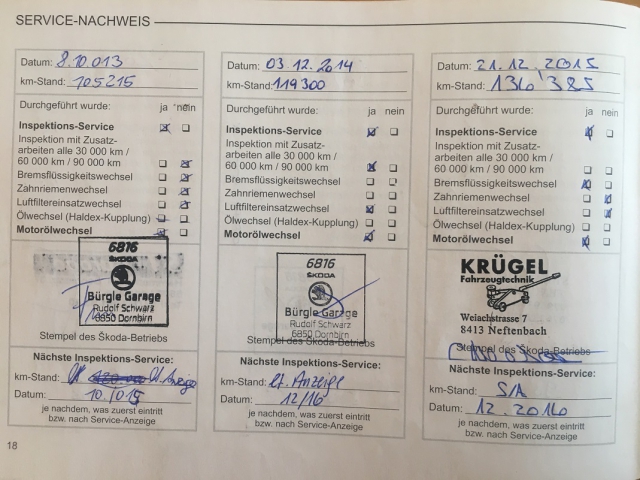 SERVICE-NACHWEIS
Datum: 8.10.013
km-Stand: 105215
Durchgeführt wurde: ja nein
Inspektions-Service
Inspektion mit Zusatz-
arbeiten alle 30 000 km /
60 000 km / 90 000 km
Bremsflüssigkeitswechsel
Zahnriemenwechsel
Luftfiltereinsatzwechsel
Ölwechsel (Haldex-Kupplung)
Motorölwechsel
6816
ŠKODA
Bürgle Garage
Rudolf Schwarz
6850 Dornbirn
Stempel des Škoda-Betriebs
Nächste Inspektions-Service:
km-Stand: lt. Anzeige
Datum: 10/015
je nachdem, was zuerst eintritt
bzw. nach Service-Anzeige
18
Datum: 03.12.2014
km-Stand: 119300
Durchgeführt wurde: ja nein
Inspektions-Service
Inspektion mit Zusatz-
arbeiten alle 30 000 km /
60 000 km / 90 000 km
Bremsflüssigkeitswechsel
Zahnriemenwechsel
Luftfiltereinsatzwechsel
Ölwechsel (Haldex-Kupplung)
Motorölwechsel
6816
ŠKODA
Bürgle Garage
Rudolf Schwarz
6850 Dornbirn
Stempel des Škoda-Betriebs
Nächste Inspektions-Service:
km-Stand: lt. Anzeige
Datum: 12/16
je nachdem, was zuerst eintritt
bzw. nach Service-Anzeige
Datum: 21.12.2015
km-Stand: 136'385
Durchgeführt wurde: ja nein
Inspektions-Service
Inspektion mit Zusatz-
arbeiten alle 30 000 km /
60 000 km / 90 000 km
Bremsflüssigkeitswechsel
Zahnriemenwechsel
Luftfiltereinsatzwechsel
Ölwechsel (Haldex-Kupplung)
Motorölwechsel
KRÜGEL
Fahrzeugtechnik
Weiachstrasse 7
8413 Neftenbach
Stempel des Škoda-Betriebs
Nächste Inspektions-Service:
km-Stand: S/A
Datum: 12.2016
je nachdem, was zuerst eintritt
bzw. nach Service-Anzeige